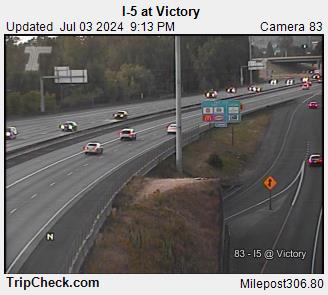 I-5 at Victory
Updated Jul 03 2024 9:13 PM
Camera 83
N
83 - I5 @ Victory
TripCheck.com
Milepost306.80